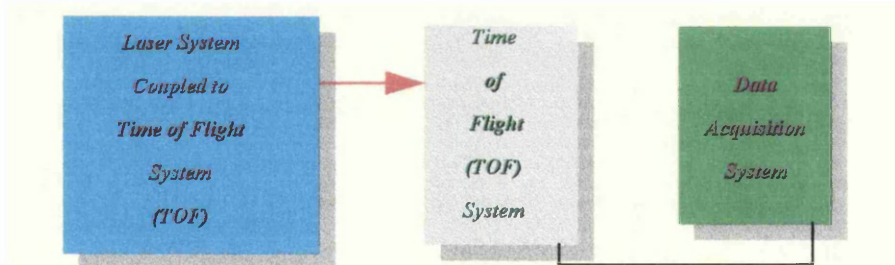 Laser System
Coupled to
Time of Flight
System
(TOF)
Time
of
Flight
(TOF)
System
Data
Acquisition
System